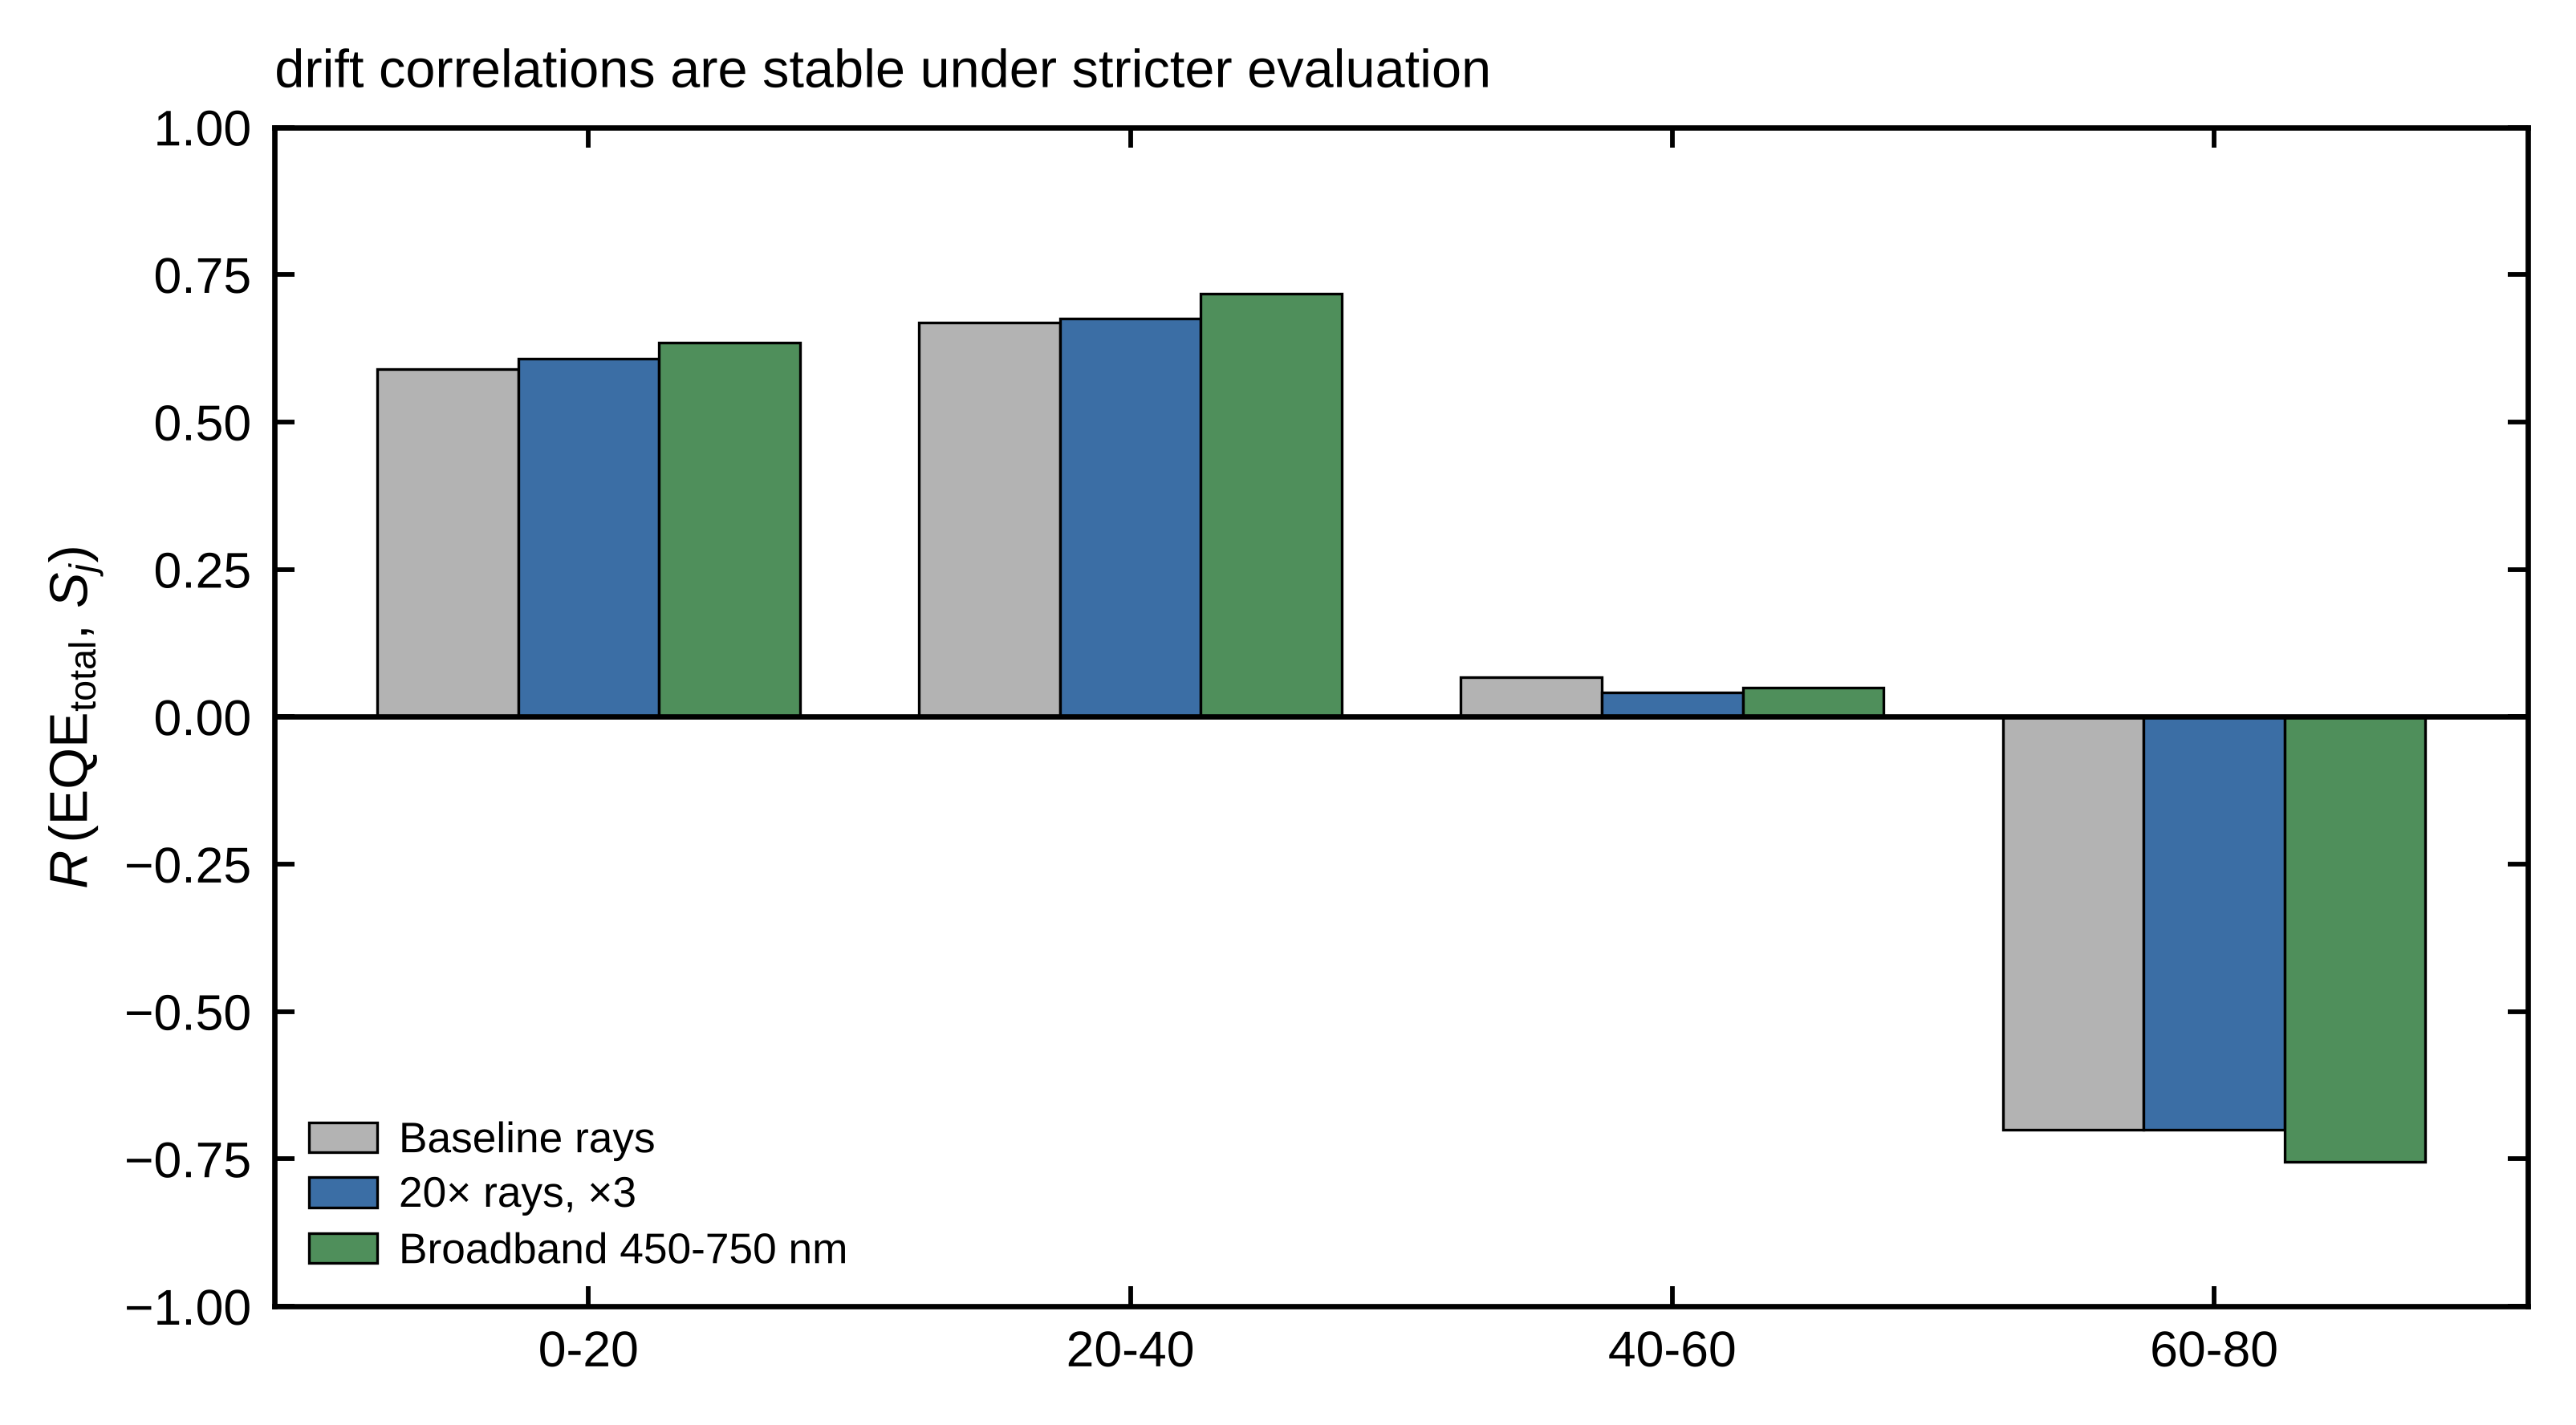 drift correlations are stable under stricter evaluation
1.00
0.75
0.50
0.25
0.00
−0.25
−0.50
−0.75
−1.00
R(EQEtotal, Sj)
Baseline rays
20× rays, ×3
Broadband 450-750 nm
0-20 20-40 40-60 60-80